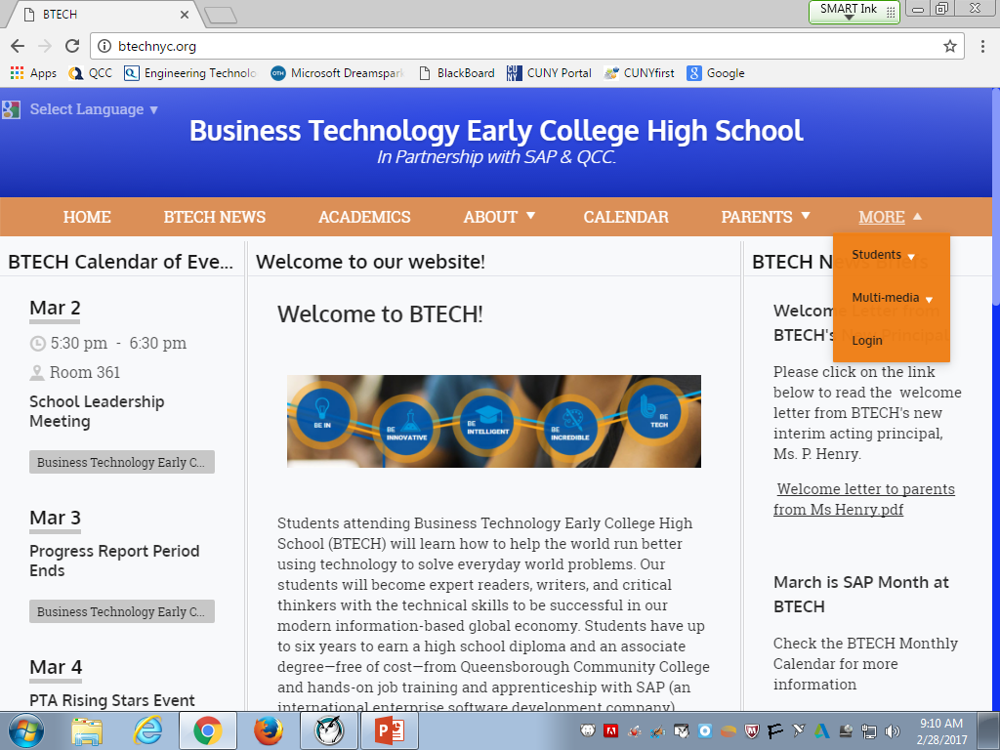 BTECH
SMART Ink
btechnyc.org
Apps QCC Engineering Technolo Microsoft Dreamspark BlackBoard CUNY Portal CUNYfirst Google
Select Language ▼
Business Technology Early College High School
In Partnership with SAP & QCC.
HOME BTECH NEWS ACADEMICS ABOUT ▼ CALENDAR PARENTS ▼ MORE ▲
Students ▼
Multi-media ▼
Login
BTECH Calendar of Eve...
Mar 2
5:30 pm - 6:30 pm
Room 361
School Leadership
Meeting
Business Technology Early C...
Mar 3
Progress Report Period
Ends
Business Technology Early C...
Mar 4
PTA Rising Stars Event
Welcome to our website!
Welcome to BTECH!
BE IN
BE
INNOVATIVE
BE
INTELLIGENT
BE
INCREDIBLE
BE
TECH
Students attending Business Technology Early College High
School (BTECH) will learn how to help the world run better
using technology to solve everyday world problems. Our
students will become expert readers, writers, and critical
thinkers with the technical skills to be successful in our
modern information-based global economy. Students have up
to six years to earn a high school diploma and an associate
degree—free of cost—from Queensborough Community College
and hands-on job training and apprenticeship with SAP (an
international enterprise software development company)
BTECH News Briefs
Welcome Letter from
BTECH's New Principal
Please click on the link
below to read the welcome
letter from BTECH's new
interim acting principal,
Ms. P. Henry.
Welcome letter to parents
from Ms Henry.pdf
March is SAP Month at
BTECH
Check the BTECH Monthly
Calendar for more
information
9:10 AM
2/28/2017